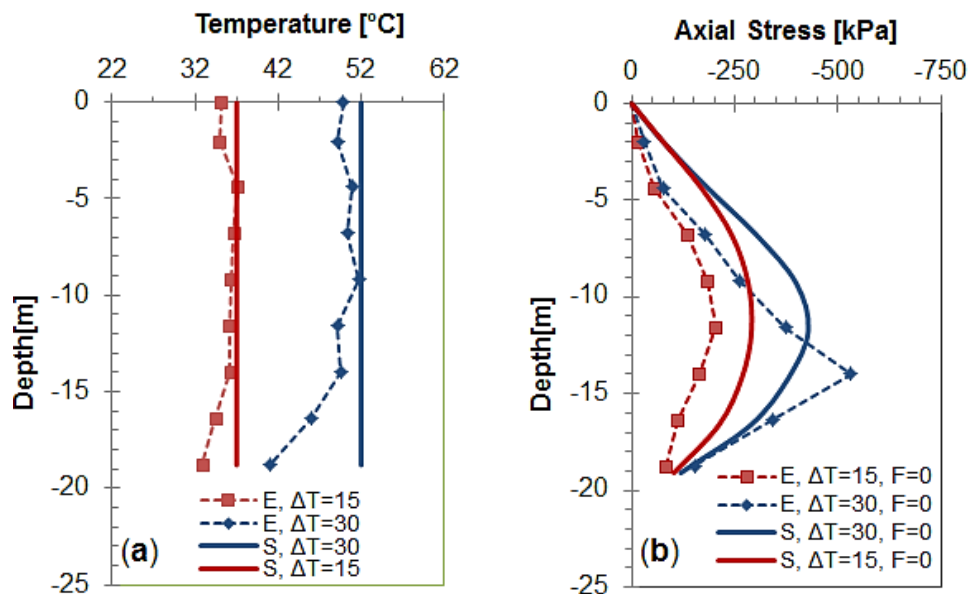 Temperature [°C]
22 32 42 52 62
0
-5
-10
-15
-20
-25
Depth[m]
E, ΔT=15
E, ΔT=30
S, ΔT=30
S, ΔT=15
(a)
Axial Stress [kPa]
0 -250 -500 -750
0
-5
-10
-15
-20
-25
Depth[m]
E, ΔT=15, F=0
E, ΔT=30, F=0
S, ΔT=30, F=0
S, ΔT=15, F=0
(b)